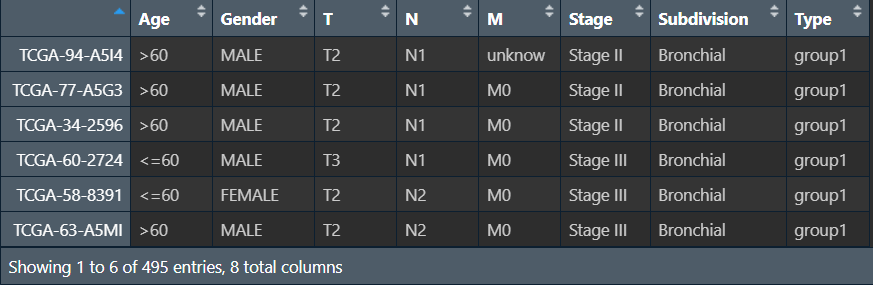 Age Gender T N M Stage Subdivision Type
TCGA-94-A5I4 >60 MALE T2 N1 unknow Stage II Bronchial group1
TCGA-77-A5G3 >60 MALE T2 N1 M0 Stage II Bronchial group1
TCGA-34-2596 >60 MALE T2 N1 M0 Stage II Bronchial group1
TCGA-60-2724 <=60 MALE T3 N1 M0 Stage III Bronchial group1
TCGA-58-8391 <=60 FEMALE T2 N2 M0 Stage III Bronchial group1
TCGA-63-A5MI >60 MALE T2 N2 M0 Stage III Bronchial group1
Showing 1 to 6 of 495 entries, 8 total columns